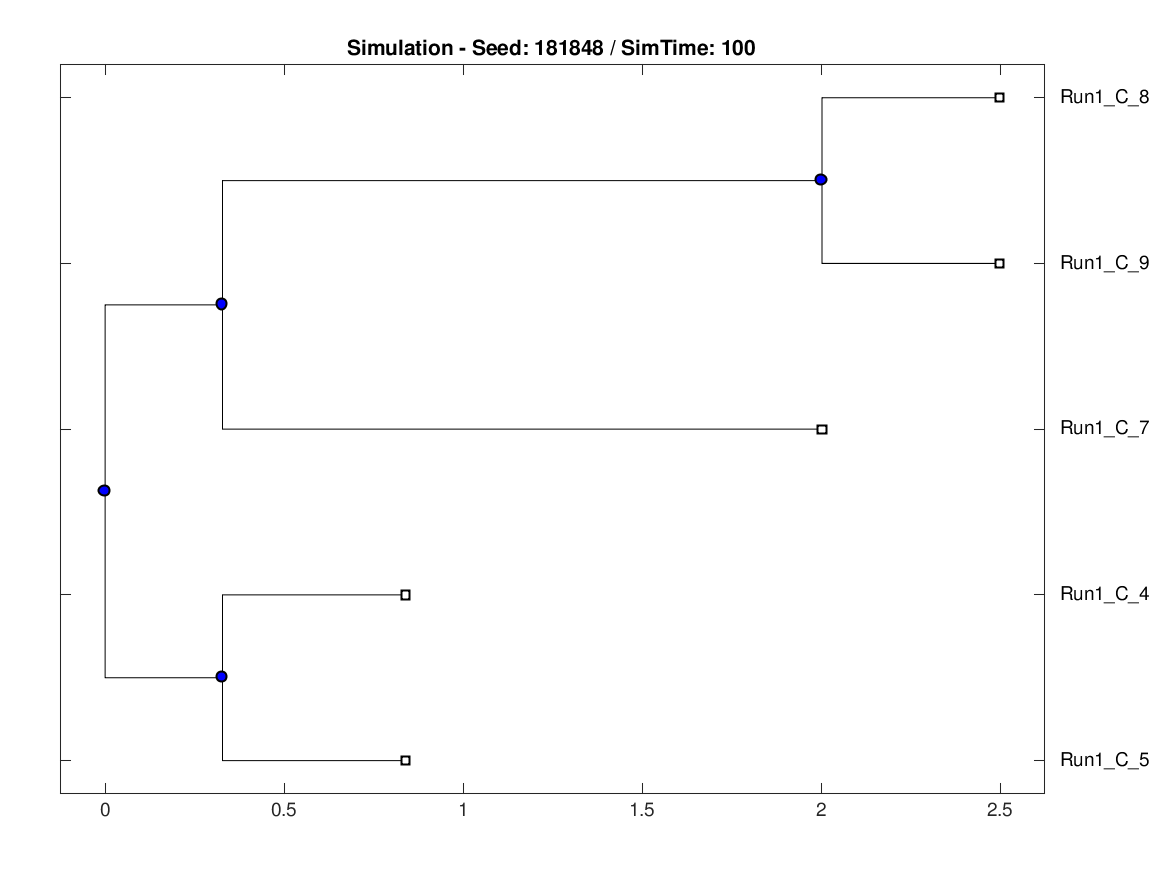 Simulation - Seed: 181848 / SimTime: 100
Run1_C_8
Run1_C_9
Run1_C_7
Run1_C_4
Run1_C_5
0 0.5 1 1.5 2 2.5